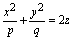 x²/p + y²/q = 2z